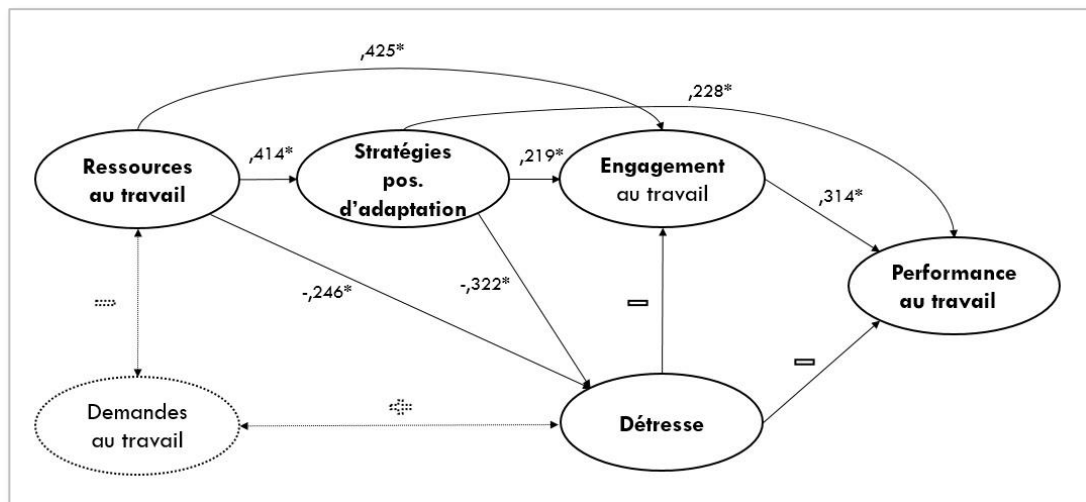 ,425*
,228*
,414*
,219*
Ressources
au travail
Stratégies
pos.
d’adaptation
Engagement
au travail
,314*
Performance
au travail
-,246*
-,322*
Demandes
au travail
Détresse